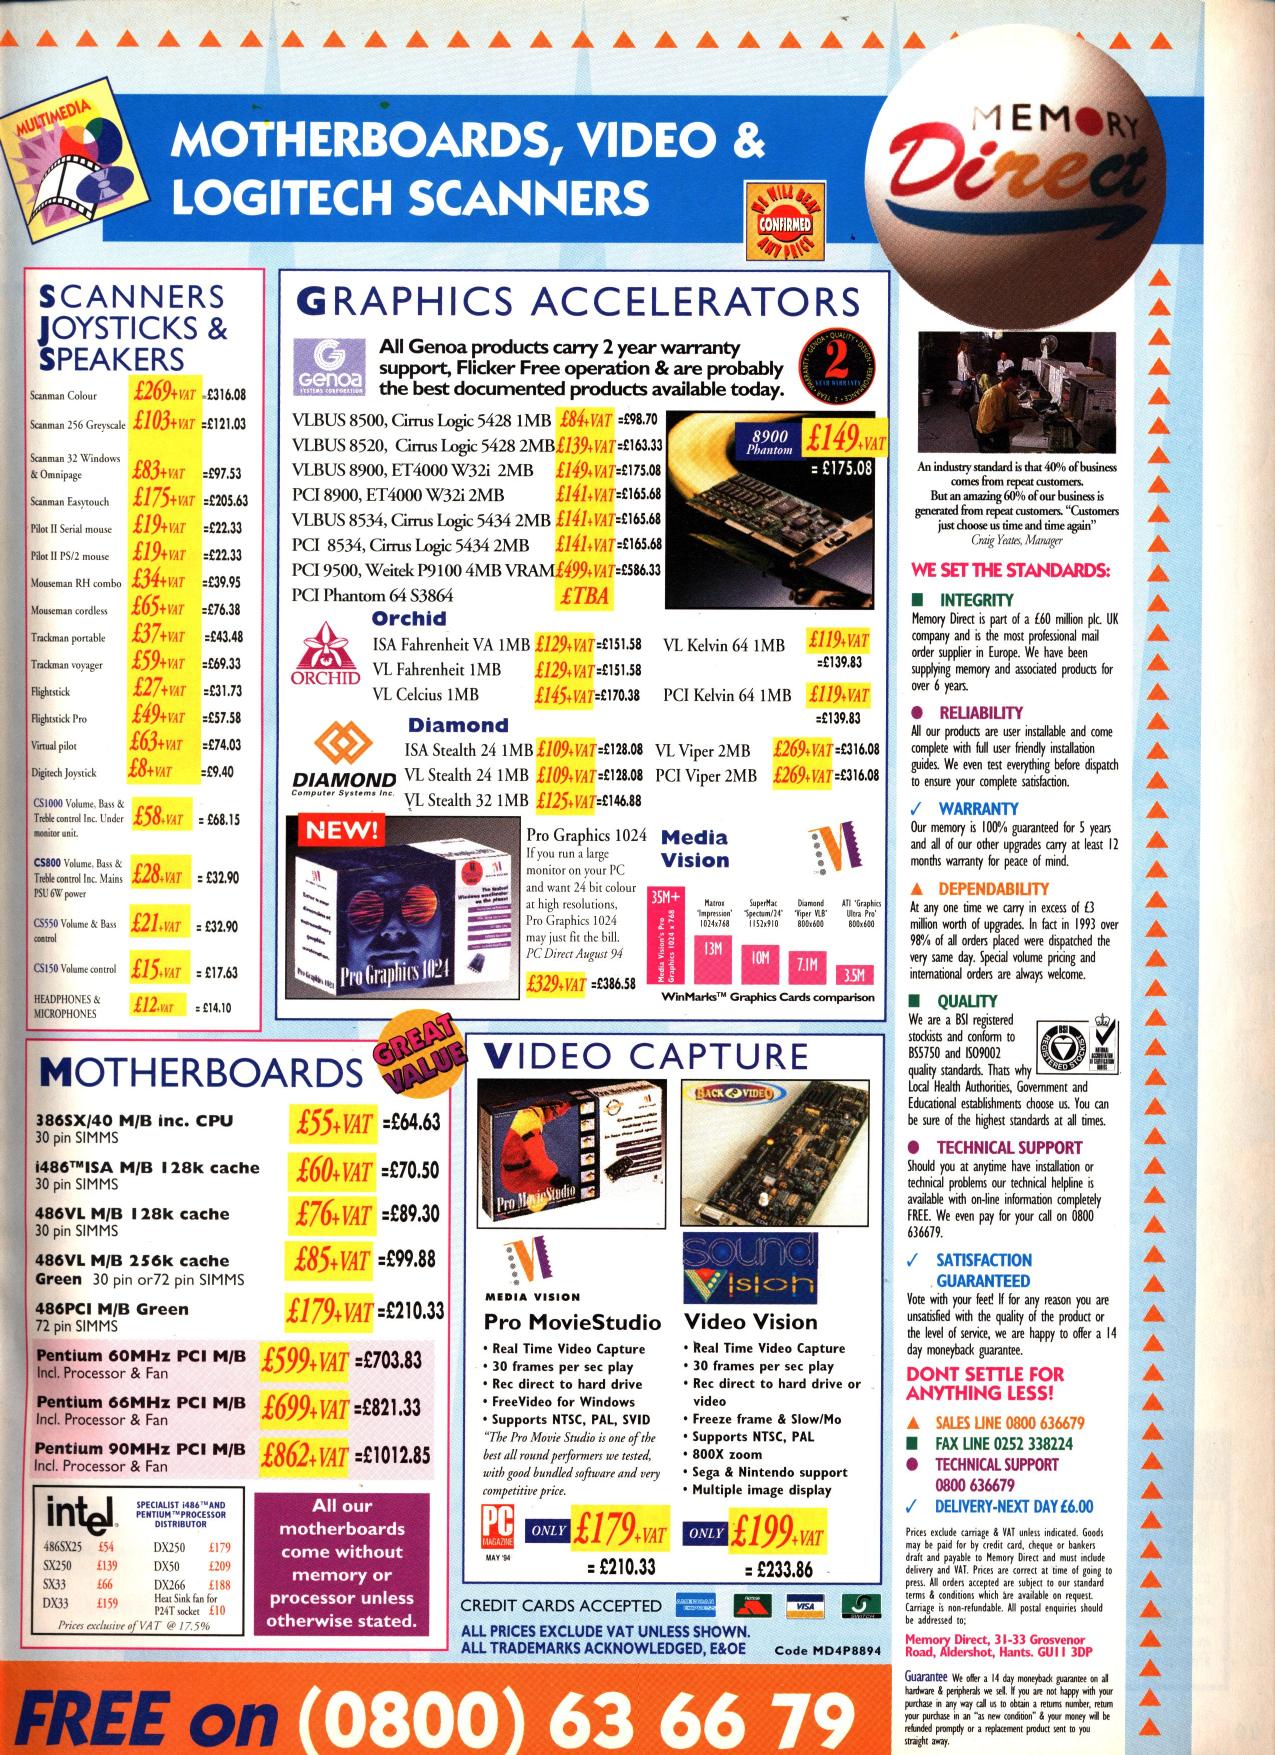 MULTIMEDIA
MOTHERBOARDS, VIDEO &
LOGITECH SCANNERS
WE WILL BEAT
CONFIRMED
ANY PRICE
MEMORY
Direct
SCANNERS
JOYSTICKS &
SPEAKERS
Scanman Colour £269+VAT =£316.08
Scanman 256 Greyscale £103+VAT =£121.03
Scanman 32 Windows
& Omnipage £83+VAT =£97.53
Scanman Easytouch £175+VAT =£205.63
Pilot II Serial mouse £19+VAT =£22.33
Pilot II PS/2 mouse £19+VAT =£22.33
Mouseman RH combo £34+VAT =£39.95
Mouseman cordless £65+VAT =£76.38
Trackman portable £37+VAT =£43.48
Trackman voyager £59+VAT =£69.33
Flightstick £27+VAT =£31.73
Flightstick Pro £49+VAT =£57.58
Virtual pilot £63+VAT =£74.03
Digitech Joystick £8+VAT =£9.40
CS1000 Volume, Bass &
Treble control Inc. Under £58+VAT = £68.15
monitor unit.
CS800 Volume, Bass &
Treble control Inc. Mains £28+VAT = £32.90
PSU 6W power
CS550 Volume & Bass £21+VAT = £32.90
control
CS150 Volume control £15+VAT = £17.63
HEADPHONES & £12+VAT = £14.10
MICROPHONES
GRAPHICS ACCELERATORS
GENOA
SYSTEMS CORPORATION
All Genoa products carry 2 year warranty
support, Flicker Free operation & are probably
the best documented products available today.
2
YEAR WARRANTY
VLBUS 8500, Cirrus Logic 5428 1MB £84+VAT =£98.70
VLBUS 8520, Cirrus Logic 5428 2MB £139+VAT =£163.33
VLBUS 8900, ET4000 W32i 2MB £149+VAT =£175.08
PCI 8900, ET4000 W32i 2MB £141+VAT =£165.68
VLBUS 8534, Cirrus Logic 5434 2MB £141+VAT =£165.68
PCI 8534, Cirrus Logic 5434 2MB £141+VAT =£165.68
PCI 9500, Weitek P9100 4MB VRAM £499+VAT =£586.33
PCI Phantom 64 S3864 £TBA
8900
Phantom
£149+VAT
= £175.08
ORCHID
Orchid
ISA Fahrenheit VA 1MB £129+VAT =£151.58
VL Fahrenheit 1MB £129+VAT =£151.58
VL Celcius 1MB £145+VAT =£170.38
VL Kelvin 64 1MB £119+VAT
=£139.83
PCI Kelvin 64 1MB £119+VAT
=£139.83
DIAMOND
Computer Systems Inc.
Diamond
ISA Stealth 24 1MB £109+VAT =£128.08
VL Stealth 24 1MB £109+VAT =£128.08
VL Stealth 32 1MB £125+VAT =£146.88
VL Viper 2MB £269+VAT =£316.08
PCI Viper 2MB £269+VAT =£316.08
NEW!
Pro Graphics 1024
Pro Graphics 1024
If you run a large
monitor on your PC
and want 24 bit colour
at high resolutions,
Pro Graphics 1024
may just fit the bill.
PC Direct August 94
£329+VAT =£386.58
Media
Vision
35M+
Media Vision's Pro
Graphics 1024 x 768
Matrox
'Impression'
1024x768
13M
SuperMac
'Spectum/24'
1152x910
10M
Diamond
'Viper VLB'
800x600
7.1M
ATI 'Graphics
Ultra Pro'
800x600
3.5M
WinMarks™ Graphics Cards comparison
MOTHERBOARDS
GREAT
VALUE
386SX/40 M/B inc. CPU £55+VAT =£64.63
30 pin SIMMS
i486™ISA M/B 128k cache £60+VAT =£70.50
30 pin SIMMS
486VL M/B 128k cache £76+VAT =£89.30
30 pin SIMMS
486VL M/B 256k cache £85+VAT =£99.88
Green 30 pin or72 pin SIMMS
486PCI M/B Green £179+VAT =£210.33
72 pin SIMMS
Pentium 60MHz PCI M/B £599+VAT =£703.83
Incl. Processor & Fan
Pentium 66MHz PCI M/B £699+VAT =£821.33
Incl. Processor & Fan
Pentium 90MHz PCI M/B £862+VAT =£1012.85
Incl. Processor & Fan
intel
SPECIALIST i486™AND
PENTIUM™PROCESSOR
DISTRIBUTOR
486SX25 £54 DX250 £179
SX250 £139 DX50 £209
SX33 £66 DX266 £188
DX33 £159 Heat Sink fan for
P24T socket £10
Prices exclusive of VAT @ 17.5%
All our
motherboards
come without
memory or
processor unless
otherwise stated.
VIDEO CAPTURE
Pro MovieStudio
BACK 2 VIDEO
MEDIA VISION
Pro MovieStudio
• Real Time Video Capture
• 30 frames per sec play
• Rec direct to hard drive
• FreeVideo for Windows
• Supports NTSC, PAL, SVID
"The Pro Movie Studio is one of the
best all round performers we tested,
with good bundled software and very
competitive price.
PC
MAGAZINE
MAY '94
ONLY £179+VAT
= £210.33
sound
Vision
Video Vision
• Real Time Video Capture
• 30 frames per sec play
• Rec direct to hard drive or
video
• Freeze frame & Slow/Mo
• Supports NTSC, PAL
• 800X zoom
• Sega & Nintendo support
• Multiple image display
ONLY £199+VAT
= £233.86
CREDIT CARDS ACCEPTED
AMERICAN EXPRESS
VISA
SWITCH
ALL PRICES EXCLUDE VAT UNLESS SHOWN.
ALL TRADEMARKS ACKNOWLEDGED, E&OE
Code MD4P8894
FREE on (0800) 63 66 79
An industry standard is that 40% of business
comes from repeat customers.
But an amazing 60% of our business is
generated from repeat customers. "Customers
just choose us time and time again"
Craig Yeates, Manager
WE SET THE STANDARDS:
■ INTEGRITY
Memory Direct is part of a £60 million plc. UK
company and is the most professional mail
order supplier in Europe. We have been
supplying memory and associated products for
over 6 years.
● RELIABILITY
All our products are user installable and come
complete with full user friendly installation
guides. We even test everything before dispatch
to ensure your complete satisfaction.
✓ WARRANTY
Our memory is 100% guaranteed for 5 years
and all of our other upgrades carry at least 12
months warranty for peace of mind.
▲ DEPENDABILITY
At any one time we carry in excess of £3
million worth of upgrades. In fact in 1993 over
98% of all orders placed were dispatched the
very same day. Special volume pricing and
international orders are always welcome.
■ QUALITY
We are a BSI registered
stockists and conform to
BS5750 and ISO9002
quality standards. Thats why
Local Health Authorities, Government and
Educational establishments choose us. You can
be sure of the highest standards at all times.
BSI
● TECHNICAL SUPPORT
Should you at anytime have installation or
technical problems our technical helpline is
available with on-line information completely
FREE. We even pay for your call on 0800
636679.
✓ SATISFACTION
GUARANTEED
Vote with your feet! If for any reason you are
unsatisfied with the quality of the product or
the level of service, we are happy to offer a 14
day moneyback guarantee.
DONT SETTLE FOR
ANYTHING LESS!
▲ SALES LINE 0800 636679
■ FAX LINE 0252 338224
● TECHNICAL SUPPORT
0800 636679
✓ DELIVERY-NEXT DAY £6.00
Prices exclude carriage & VAT unless indicated. Goods
may be paid for by credit card, cheque or bankers
draft and payable to Memory Direct and must include
delivery and VAT. Prices are correct at time of going to
press. All orders accepted are subject to our standard
terms & conditions which are available on request.
Carriage is non-refundable. All postal enquiries should
be addressed to;
Memory Direct, 31-33 Grosvenor
Road, Aldershot, Hants. GU11 3DP
Guarantee We offer a 14 day moneyback guarantee on all
hardware & peripherals we sell. If you are not happy with your
purchase in any way call us to obtain a returns number, return
your purchase in an "as new condition" & your money will be
refunded promptly or a replacement product sent to you
straight away.